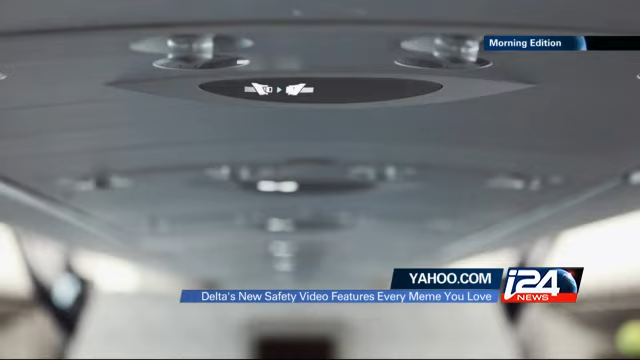 Morning Edition
YAHOO.COM
Delta's New Safety Video Features Every Meme You Love
i24
NEWS